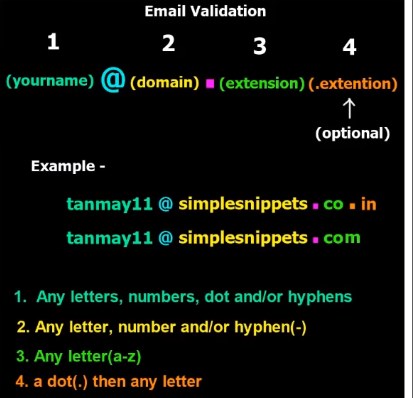 Email Validation
1 2 3 4
(yourname) @ (domain) . (extension) (.extention)
(optional)
Example -
tanmay11 @ simplesnippets . co . in
tanmay11 @ simplesnippets . com
1. Any letters, numbers, dot and/or hyphens
2. Any letter, number and/or hyphen(-)
3. Any letter(a-z)
4. a dot(.) then any letter